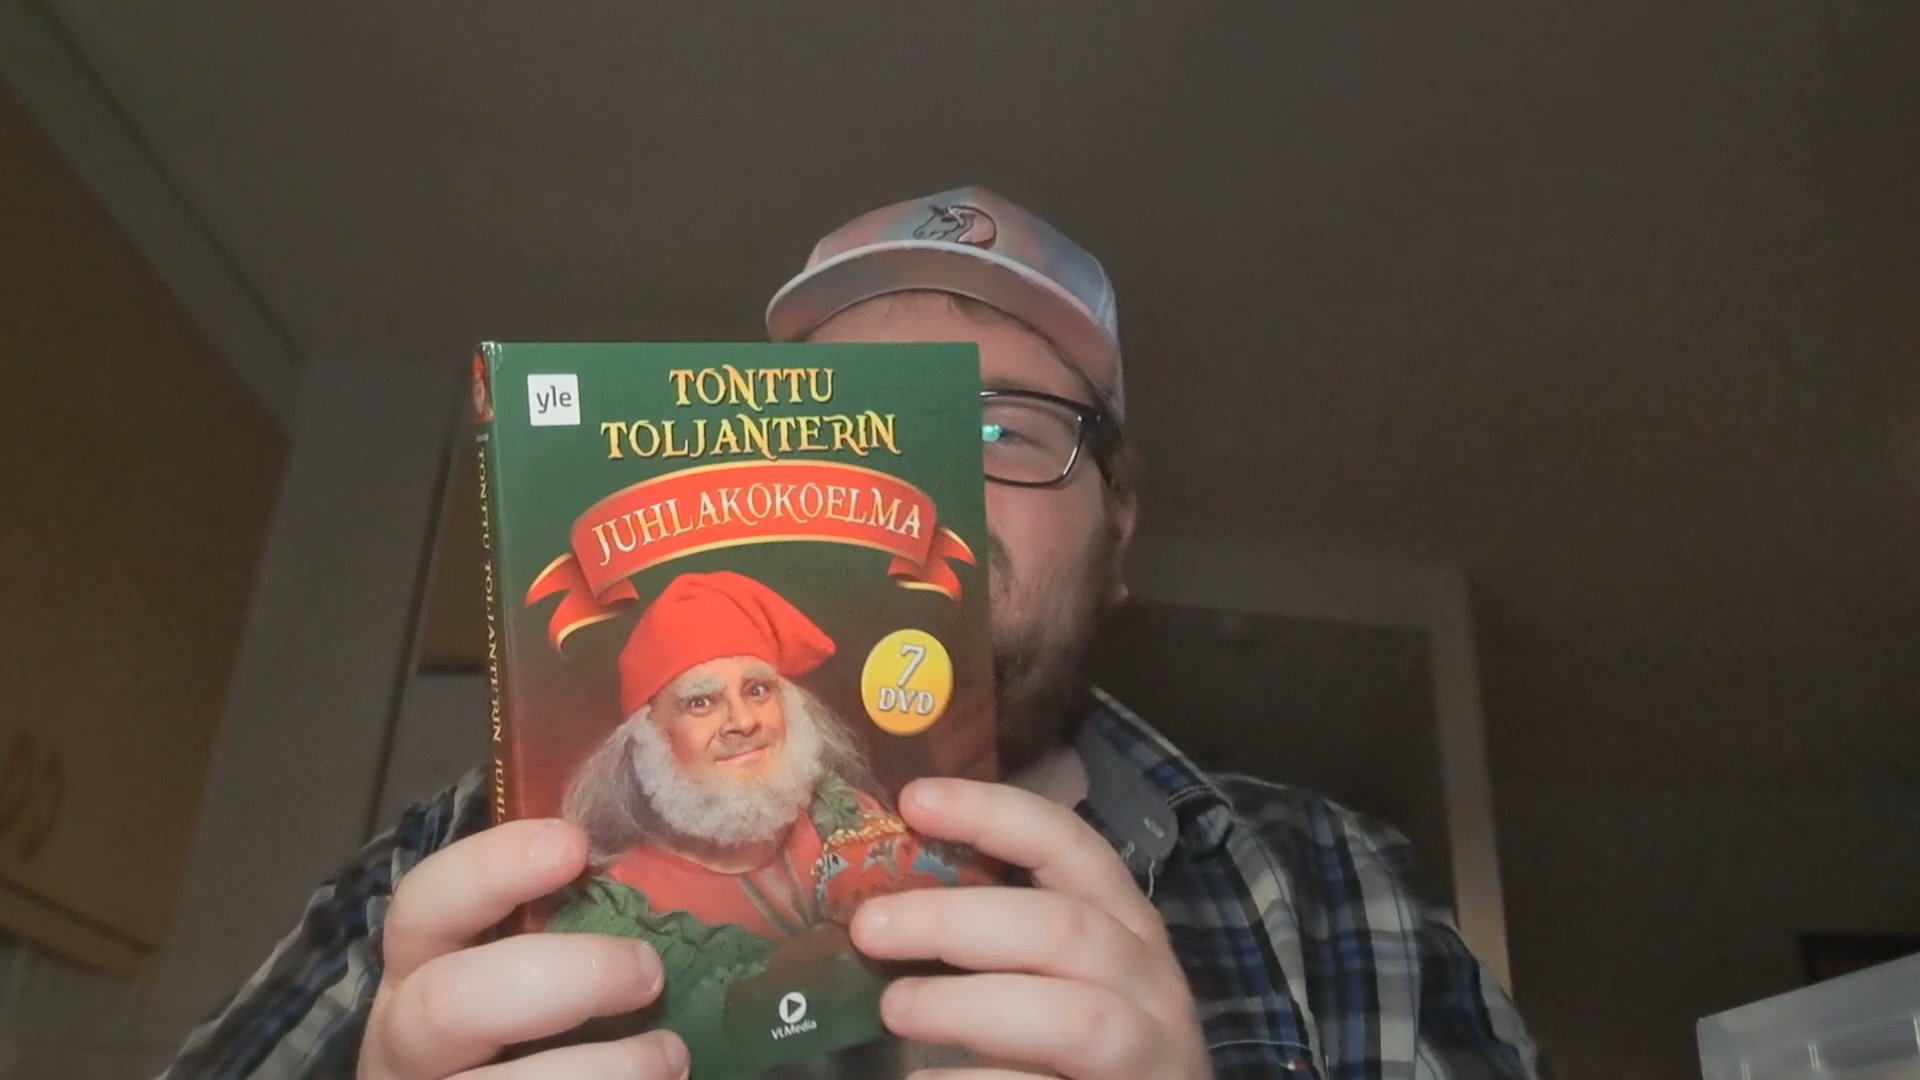 yle
TONTTU
TOLJANTERIN
JUHLAKOKOELMA
7
DVD
VLMedia
TONTTU TOLJANTERIN